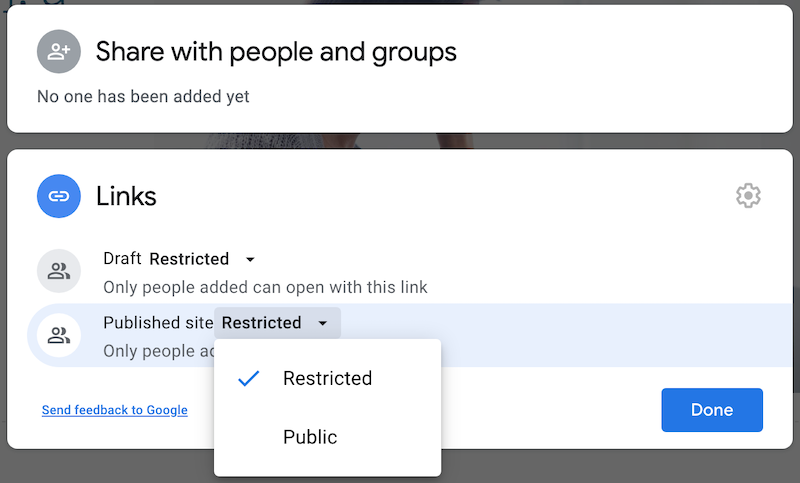 Share with people and groups
No one has been added yet
Links
Draft Restricted
Only people added can open with this link
Published site Restricted
Only people
Restricted
Public
Send feedback to Google
Done